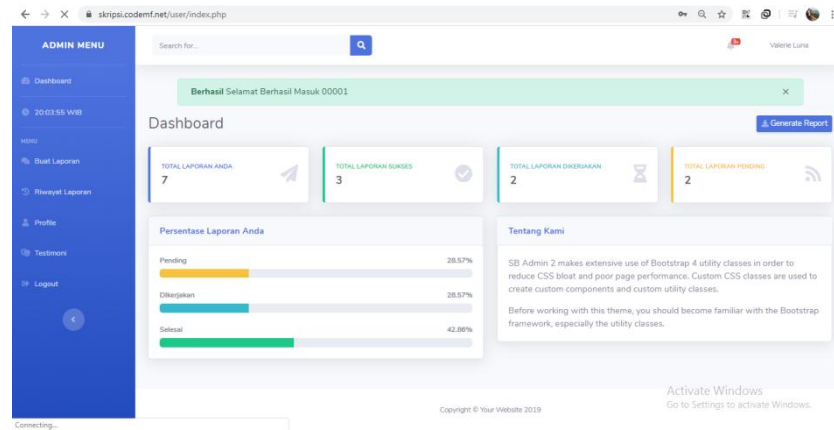 skripsi.codemf.net/user/index.php
ADMIN MENU
Search for...
3+
Valerie Luna
Dashboard
20:03:55 WIB
MENU
Buat Laporan
Riwayat Laporan
Profile
Testimoni
Logout
Berhasil Selamat Berhasil Masuk 00001
Dashboard
Generate Report
TOTAL LAPORAN ANDA
7
TOTAL LAPORAN SUKSES
3
TOTAL LAPORAN DIKERJAKAN
2
TOTAL LAPORAN PENDING
2
Persentase Laporan Anda
Pending 28.57%
Dikerjakan 28.57%
Selesai 42.86%
Tentang Kami
SB Admin 2 makes extensive use of Bootstrap 4 utility classes in order to
reduce CSS bloat and poor page performance. Custom CSS classes are used to
create custom components and custom utility classes.
Before working with this theme, you should become familiar with the Bootstrap
framework, especially the utility classes.
Copyright © Your Website 2019
Activate Windows
Go to Settings to activate Windows.
Connecting...